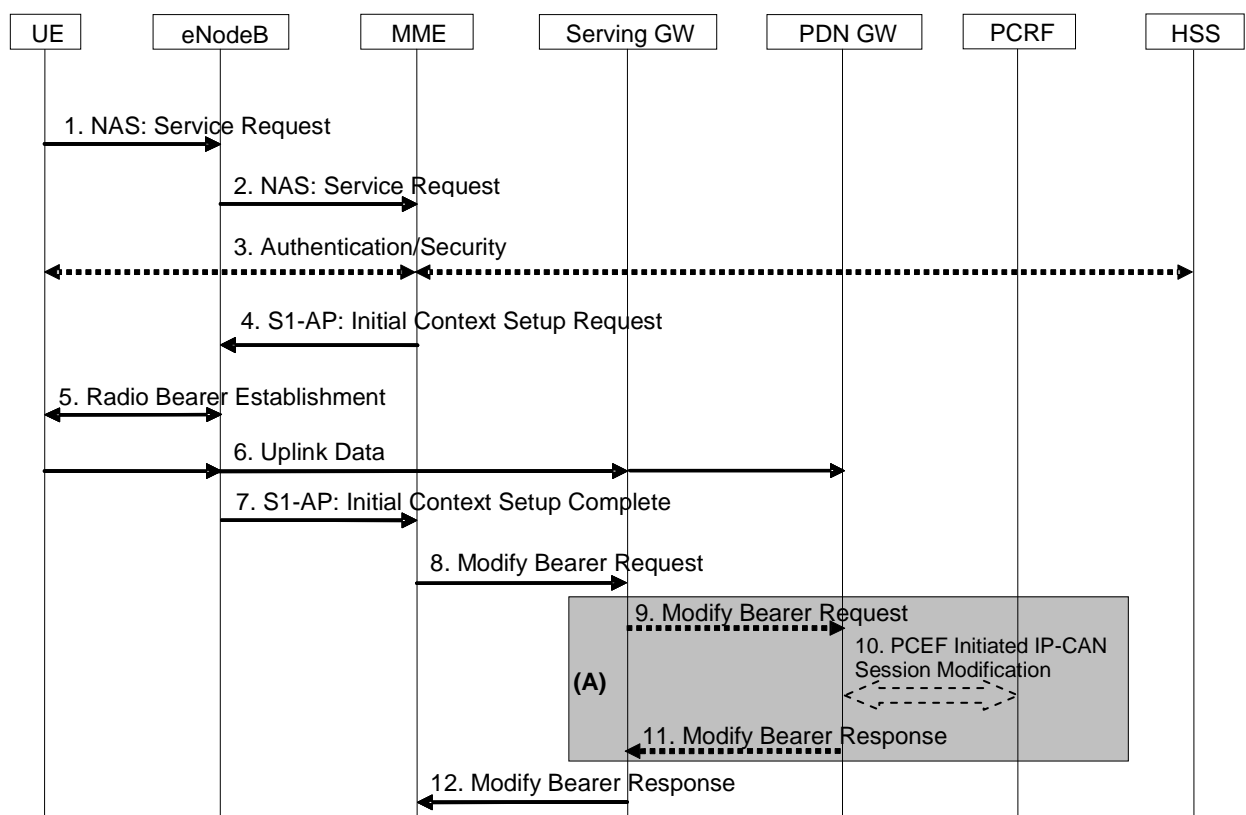 UE
eNodeB
MME
Serving GW
PDN GW
PCRF
HSS
1. NAS: Service Request
2. NAS: Service Request
3. Authentication/Security
4. S1-AP: Initial Context Setup Request
5. Radio Bearer Establishment
6. Uplink Data
7. S1-AP: Initial Context Setup Complete
8. Modify Bearer Request
9. Modify Bearer Request
10. PCEF Initiated IP-CAN
Session Modification
(A)
11. Modify Bearer Response
12. Modify Bearer Response